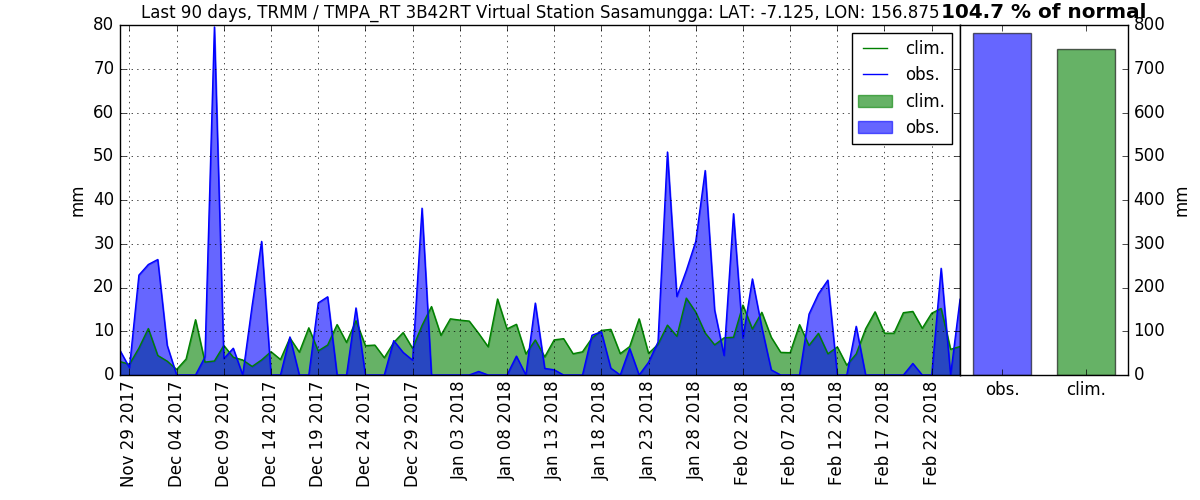 Last 90 days, TRMM / TMPA_RT 3B42RT Virtual Station Sasamungga: LAT: -7.125, LON: 156.875
104.7 % of normal
80
70
60
50
40
30
20
10
0
mm
clim.
obs.
clim.
obs.
800
700
600
500
400
300
200
100
0
mm
obs.
clim.
Nov 29 2017
Dec 04 2017
Dec 09 2017
Dec 14 2017
Dec 19 2017
Dec 24 2017
Dec 29 2017
Jan 03 2018
Jan 08 2018
Jan 13 2018
Jan 18 2018
Jan 23 2018
Jan 28 2018
Feb 02 2018
Feb 07 2018
Feb 12 2018
Feb 17 2018
Feb 22 2018